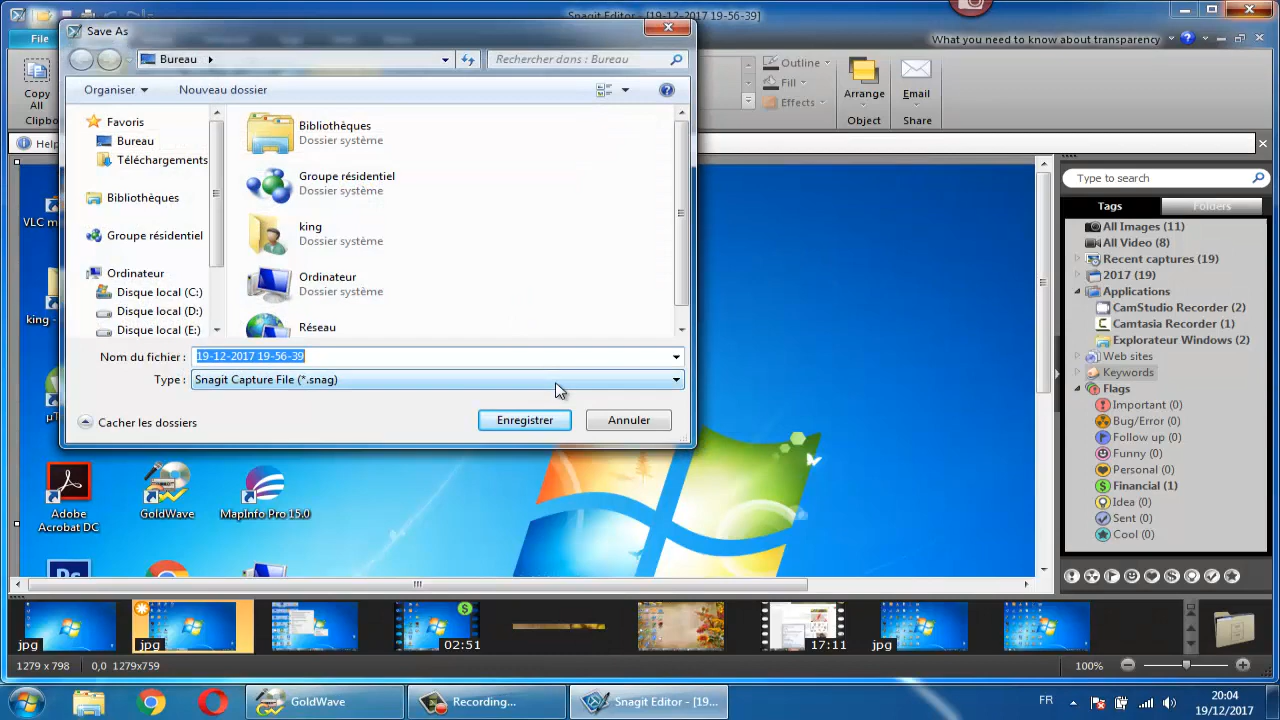 Snagit Editor - [19-12-2017 19-56-39]
Save As
File
What you need to know about transparency
Bureau
Rechercher dans : Bureau
Organiser
Nouveau dossier
Copy
All
Clipbo
Outline
Fill
Effects
Arrange
Object
Email
Share
Help
Favoris
Bureau
Téléchargements
Bibliothèques
Groupe résidentiel
Ordinateur
Disque local (C:)
Disque local (D:)
Disque local (E:)
Bibliothèques
Dossier système
Groupe résidentiel
Dossier système
king
Dossier système
Ordinateur
Dossier système
Réseau
Nom du fichier :
19-12-2017 19-56-39
Type :
Snagit Capture File (*.snag)
Cacher les dossiers
Enregistrer
Annuler
Type to search
Tags
Folders
All Images (11)
All Video (8)
Recent captures (19)
2017 (19)
Applications
CamStudio Recorder (2)
Camtasia Recorder (1)
Explorateur Windows (2)
Web sites
Keywords
Flags
Important (0)
Bug/Error (0)
Follow up (0)
Funny (0)
Personal (0)
Financial (1)
Idea (0)
Sent (0)
Cool (0)
VLC m
king -
µT
Adobe
Acrobat DC
GoldWave
MapInfo Pro 15.0
Ps
jpg
jpg
02:51
17:11
jpg
1279 x 798
0,0 1279x759
100%
GoldWave
Recording...
Snagit Editor - [19...
FR
20:04
19/12/2017